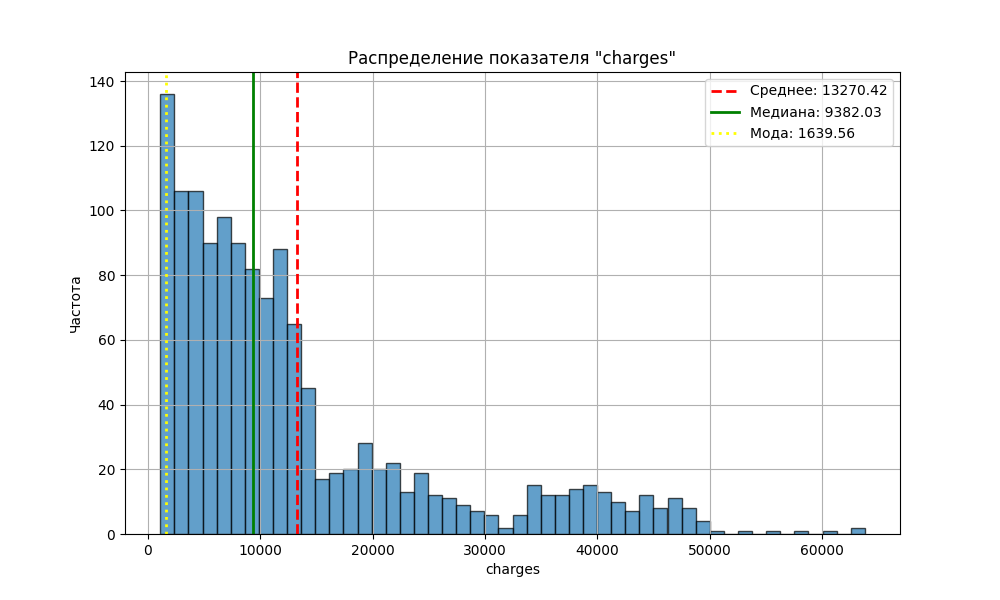 Распределение показателя "charges"
Среднее: 13270.42
Медиана: 9382.03
Мода: 1639.56
Частота
140
120
100
80
60
40
20
0
0 10000 20000 30000 40000 50000 60000
charges